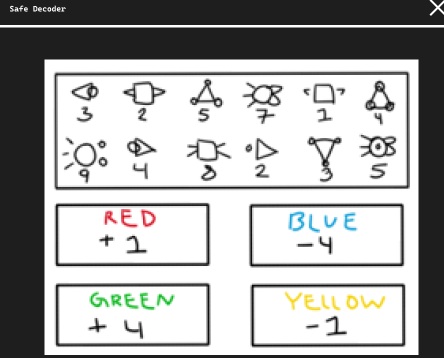 Safe Decoder
3 2 5 7 1 4
9 4 8 2 3 5
RED
+ 1
BLUE
-4
GREEN
+ 4
YELLOW
-1